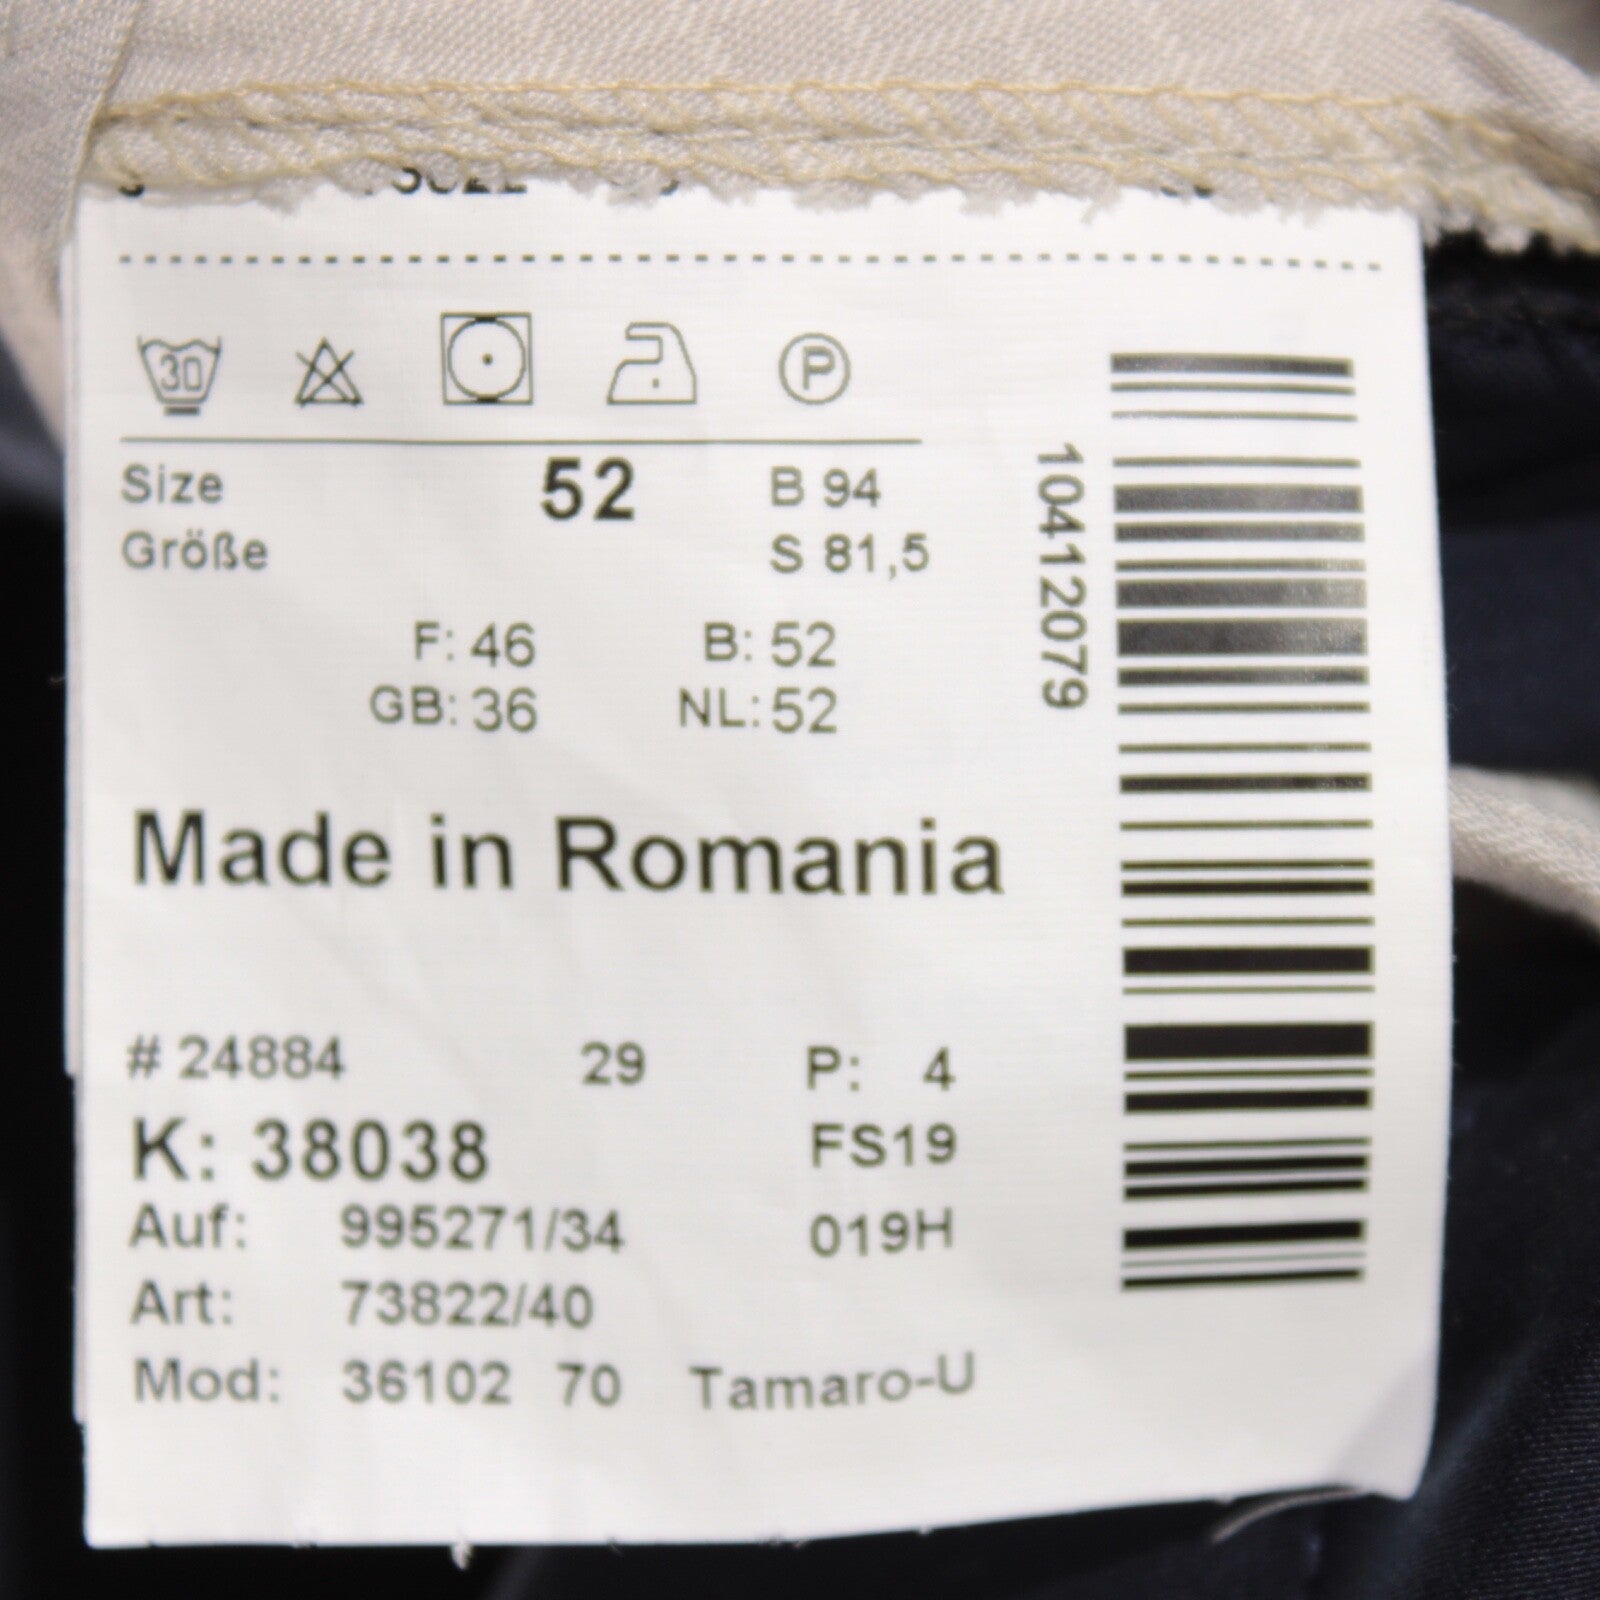 30 P
Size 52 B 94
Größe S 81,5
F: 46 B: 52
GB: 36 NL: 52
10412079
Made in Romania
# 24884 29 P: 4
K: 38038 FS19
Auf: 995271/34 019H
Art: 73822/40
Mod: 36102 70 Tamaro-U